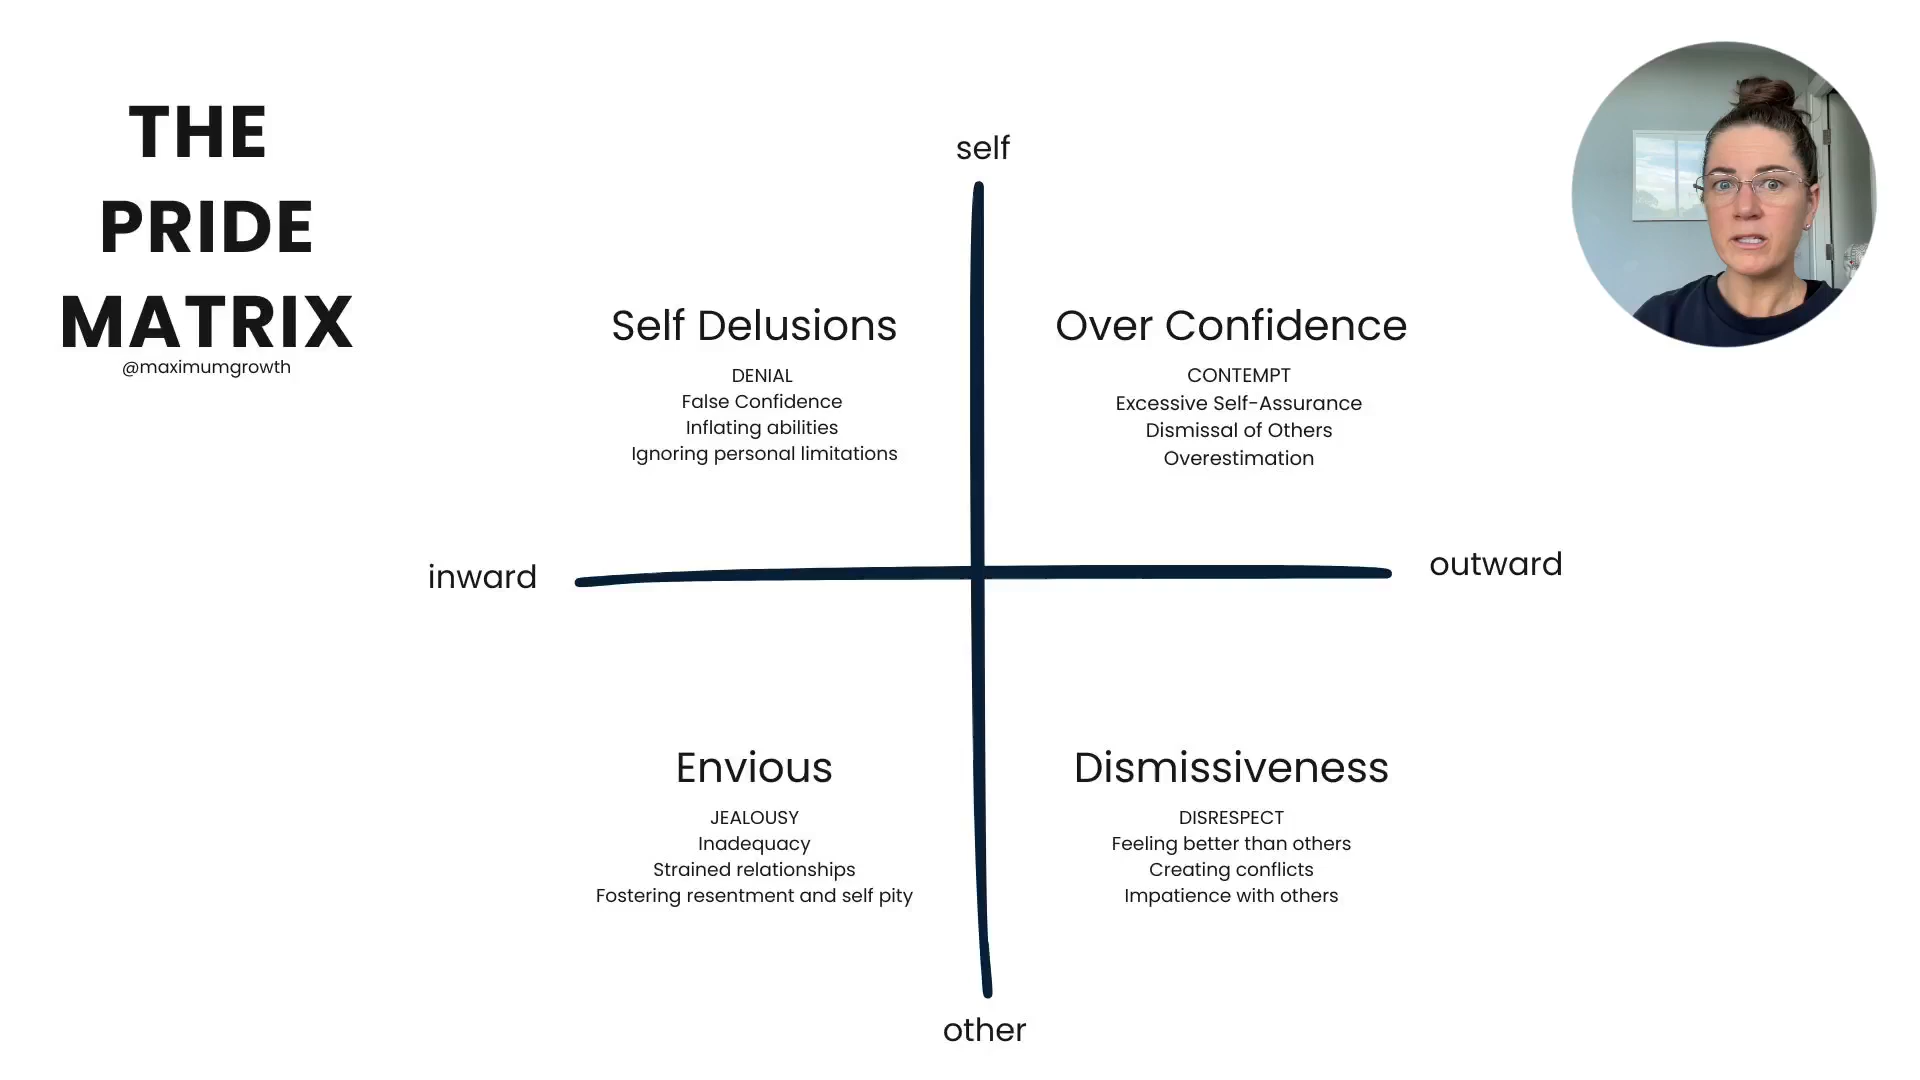 THE
PRIDE
MATRIX
@maximumgrowth
self
Self Delusions
DENIAL
False Confidence
Inflating abilities
Ignoring personal limitations
Over Confidence
CONTEMPT
Excessive Self-Assurance
Dismissal of Others
Overestimation
inward
outward
Envious
JEALOUSY
Inadequacy
Strained relationships
Fostering resentment and self pity
Dismissiveness
DISRESPECT
Feeling better than others
Creating conflicts
Impatience with others
other